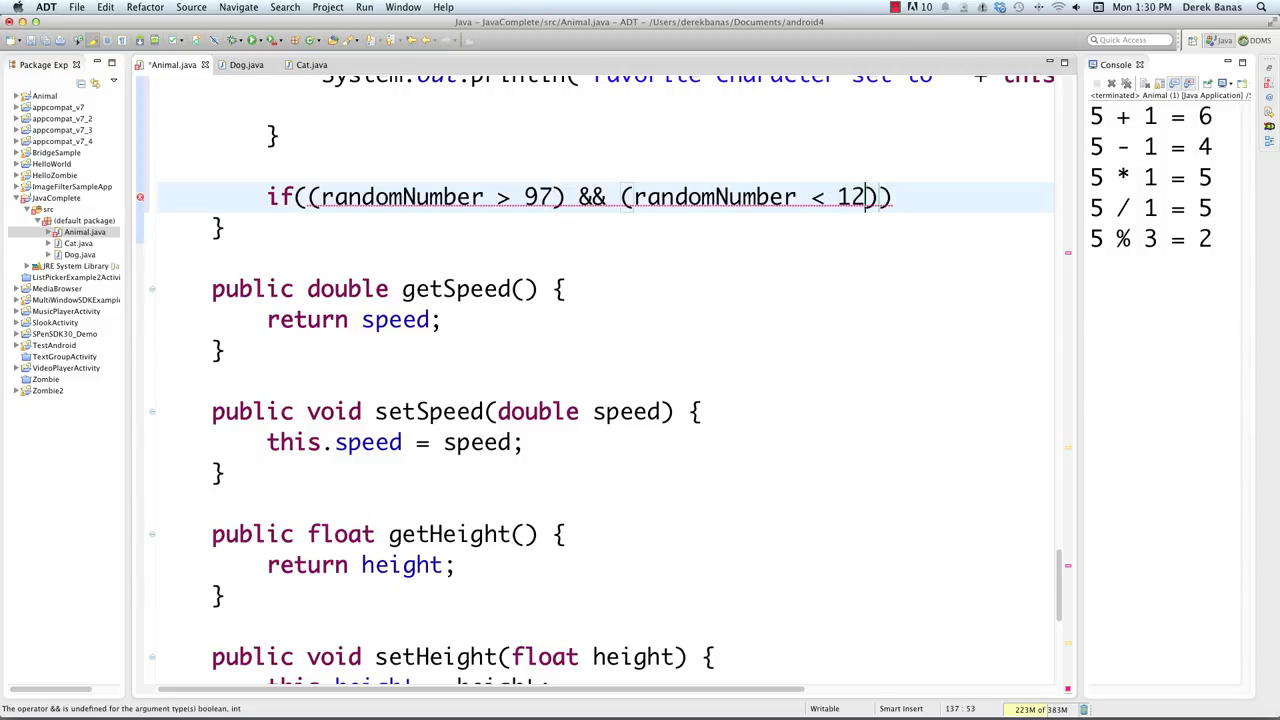 ADT File Edit Refactor Source Navigate Search Project Run Window Help
10 Mon 1:30 PM Derek Banas
Java – JavaComplete/src/Animal.java – ADT – /Users/derekbanas/Documents/android4
Quick Access Java DDMS
Package Exp
Animal
appcompat_v7
appcompat_v7_2
appcompat_v7_3
appcompat_v7_4
BridgeSample
HelloWorld
HelloZombie
ImageFilterSampleApp
JavaComplete
src
(default package)
Animal.java
Cat.java
Dog.java
JRE System Library [Ja
ListPickerExample2Activi
MediaBrowser
MultiWindowSDKExample
MusicPlayerActivity
SlookActivity
SPenSDK30_Demo
TestAndroid
TextGroupActivity
VideoPlayerActivity
Zombie
Zombie2
*Animal.java Dog.java Cat.java
System.out.println("Favorite character set to " + this
}
if((randomNumber > 97) && (randomNumber < 12))
}
public double getSpeed() {
return speed;
}
public void setSpeed(double speed) {
this.speed = speed;
}
public float getHeight() {
return height;
}
public void setHeight(float height) {
this.height = height;
Console
<terminated> Animal (1) [Java Application] /S
5 + 1 = 6
5 - 1 = 4
5 * 1 = 5
5 / 1 = 5
5 % 3 = 2
The operator && is undefined for the argument type(s) boolean, int
Writable Smart Insert 137 : 53 223M of 383M